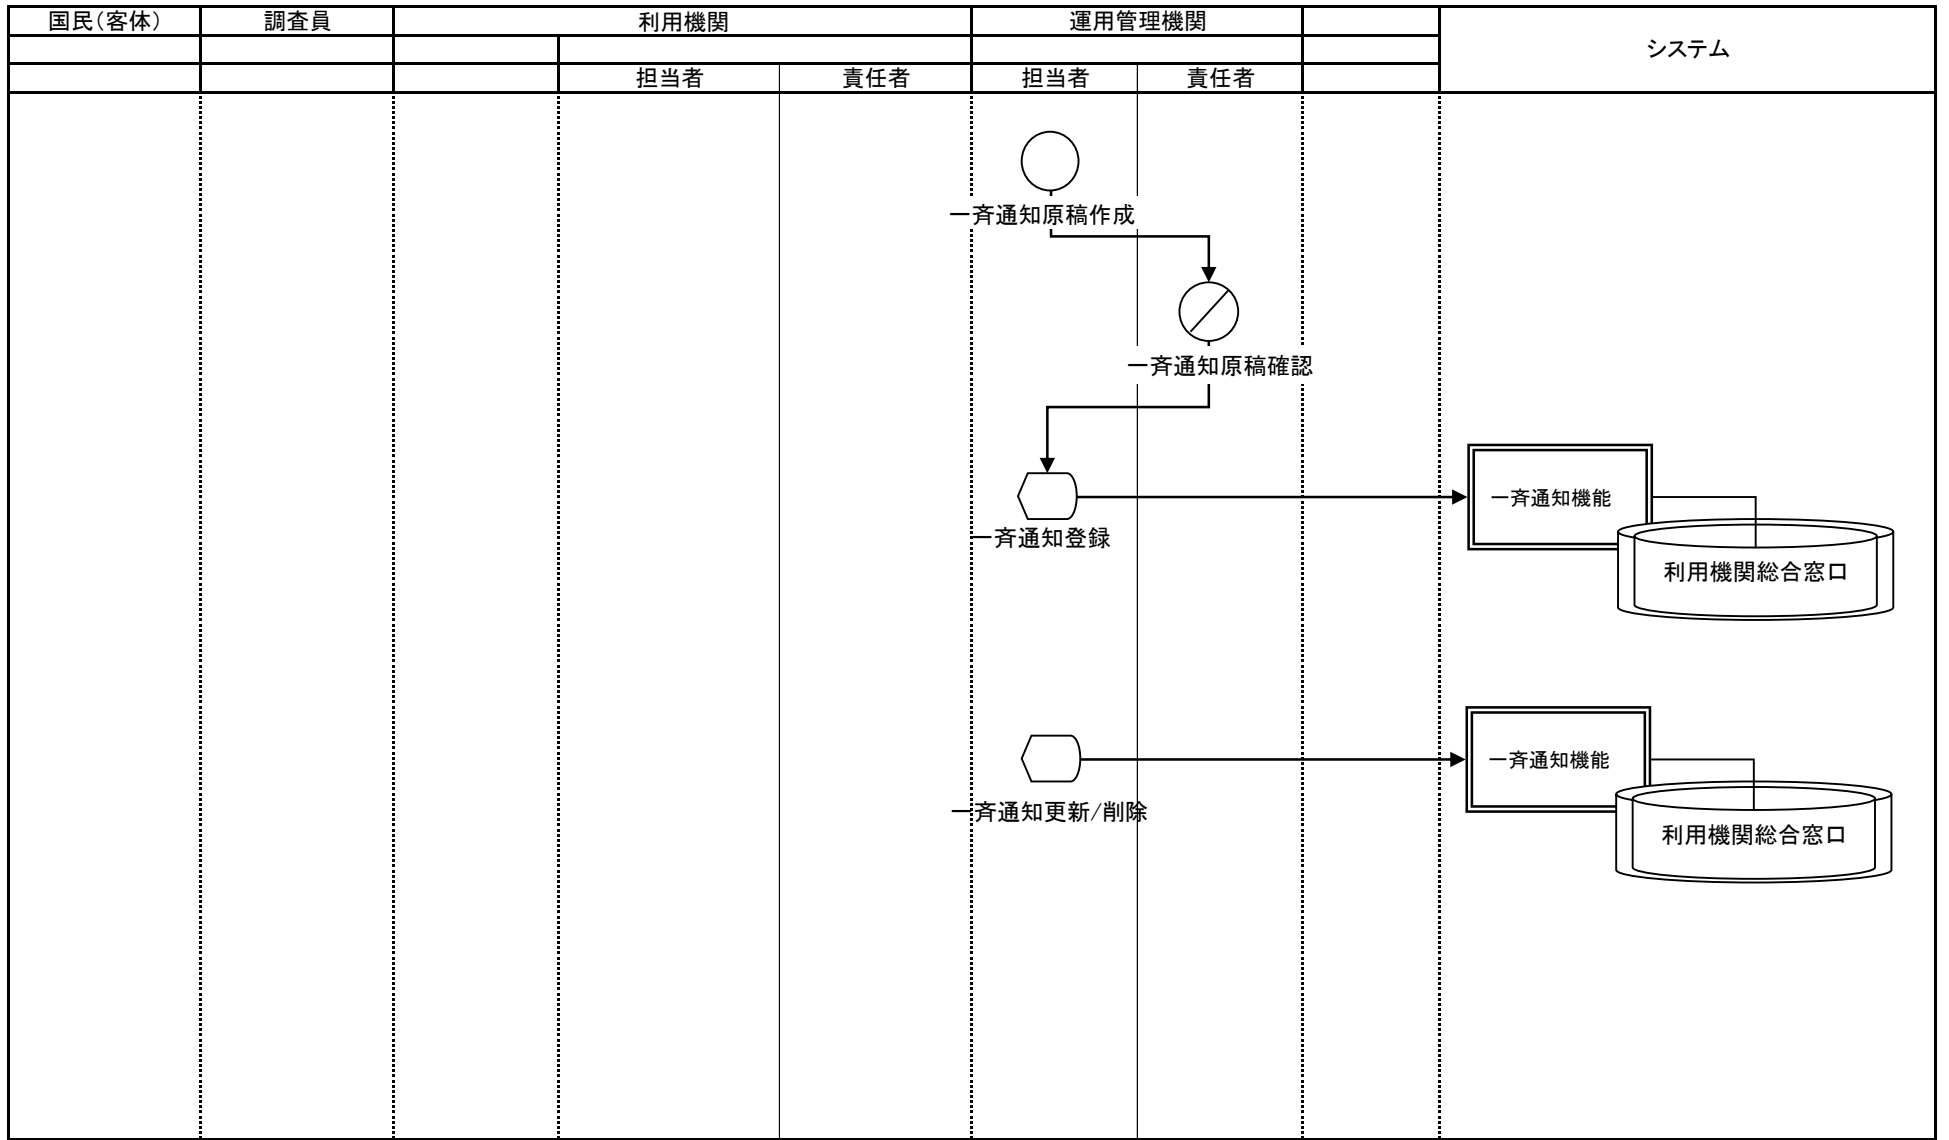 国民(客体)
調査員
利用機関
運用管理機関
システム
担当者
責任者
担当者
責任者
一斉通知原稿作成
一斉通知原稿確認
一斉通知登録
一斉通知機能
利用機関総合窓口
一斉通知更新/削除
一斉通知機能
利用機関総合窓口